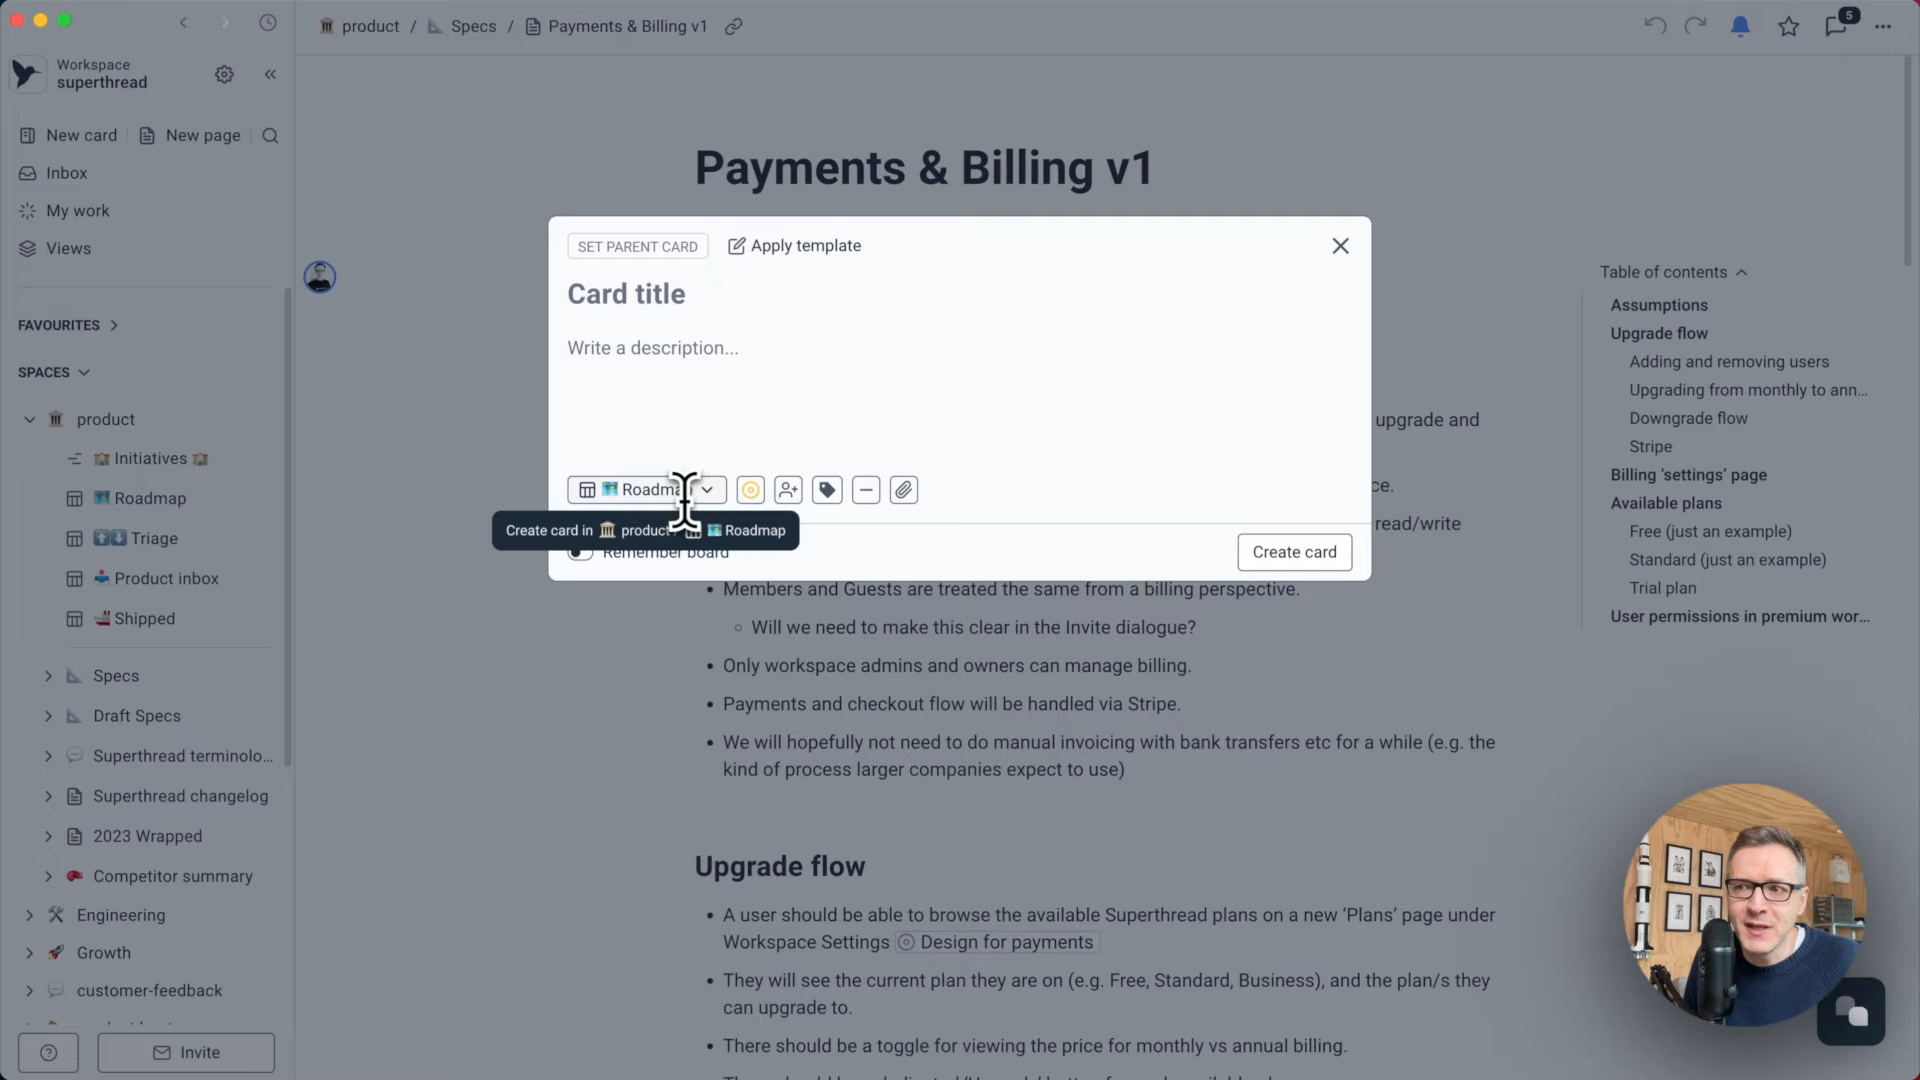 product / Specs / Payments & Billing v1
5
Workspace
superthread
New card
New page
Inbox
My work
Views
FAVOURITES
SPACES
product
Initiatives
Roadmap
Triage
Product inbox
Shipped
Specs
Draft Specs
Superthread terminolo...
Superthread changelog
2023 Wrapped
Competitor summary
Engineering
Growth
customer-feedback
Invite
Payments & Billing v1
SET PARENT CARD
Apply template
Card title
Write a description...
Roadmap
Create card in product / Roadmap
Remember board
Create card
upgrade and
ce.
read/write
• Members and Guests are treated the same from a billing perspective.
◦ Will we need to make this clear in the Invite dialogue?
• Only workspace admins and owners can manage billing.
• Payments and checkout flow will be handled via Stripe.
• We will hopefully not need to do manual invoicing with bank transfers etc for a while (e.g. the
kind of process larger companies expect to use)
Upgrade flow
• A user should be able to browse the available Superthread plans on a new ‘Plans’ page under
Workspace Settings Design for payments
• They will see the current plan they are on (e.g. Free, Standard, Business), and the plan/s they
can upgrade to.
• There should be a toggle for viewing the price for monthly vs annual billing.
Table of contents
Assumptions
Upgrade flow
Adding and removing users
Upgrading from monthly to ann...
Downgrade flow
Stripe
Billing ‘settings’ page
Available plans
Free (just an example)
Standard (just an example)
Trial plan
User permissions in premium wor...